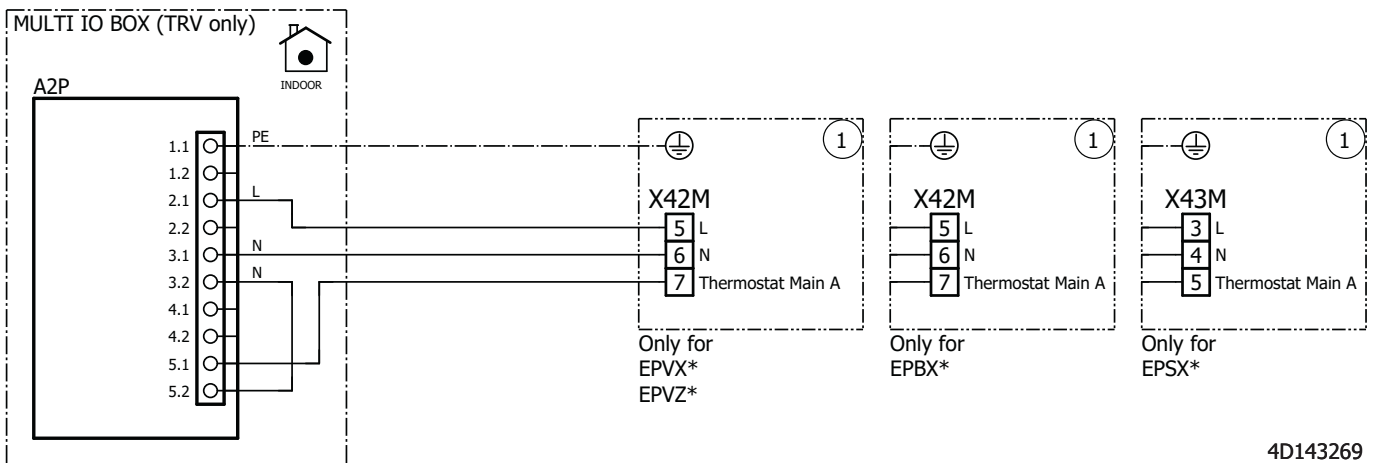 MULTI IO BOX (TRV only)
INDOOR
A2P
1.1 PE
1.2
2.1 L
2.2
3.1 N
3.2 N
4.1
4.2
5.1
5.2
1
X42M
5 L
6 N
7 Thermostat Main A
Only for
EPVX*
EPVZ*
1
X42M
5 L
6 N
7 Thermostat Main A
Only for
EPBX*
1
X43M
3 L
4 N
5 Thermostat Main A
Only for
EPSX*
4D143269